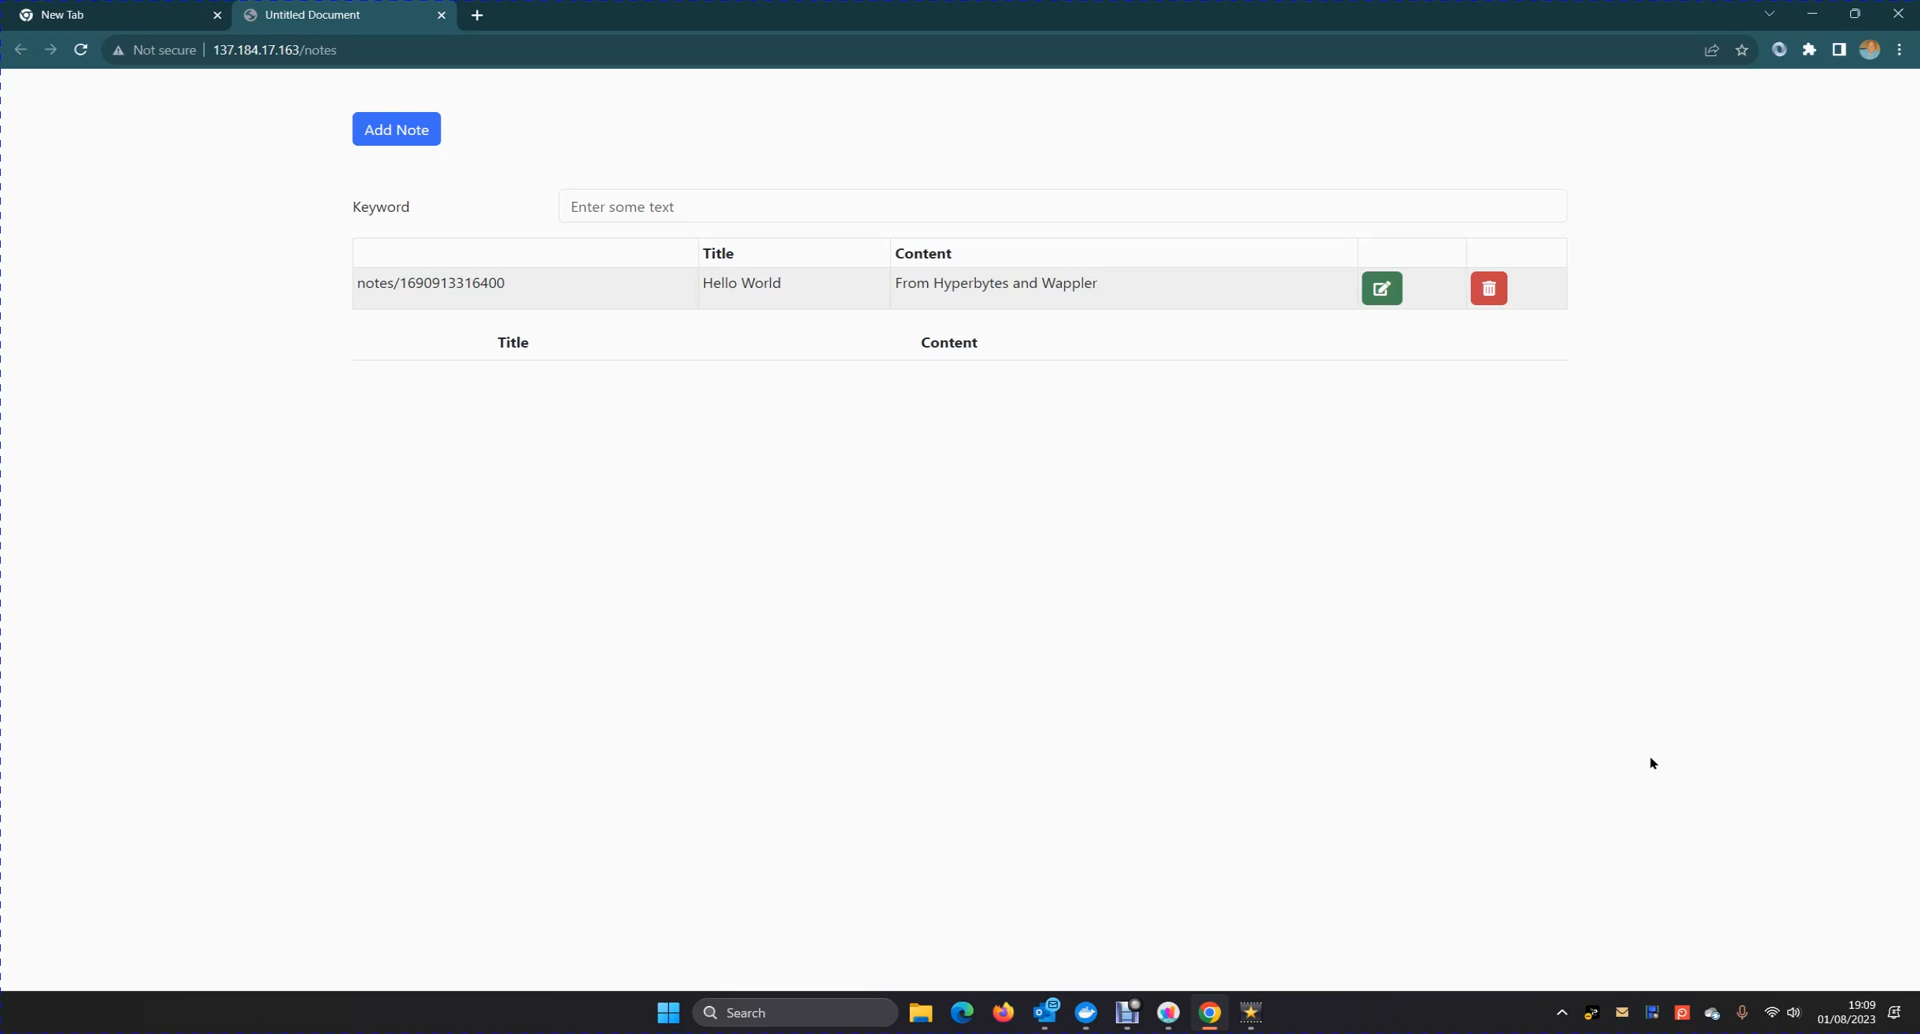 New Tab
Untitled Document
Not secure
137.184.17.163/notes
Add Note
Keyword
Enter some text
Title Content
notes/1690913316400 Hello World From Hyperbytes and Wappler
Title Content
Search
19:09
01/08/2023